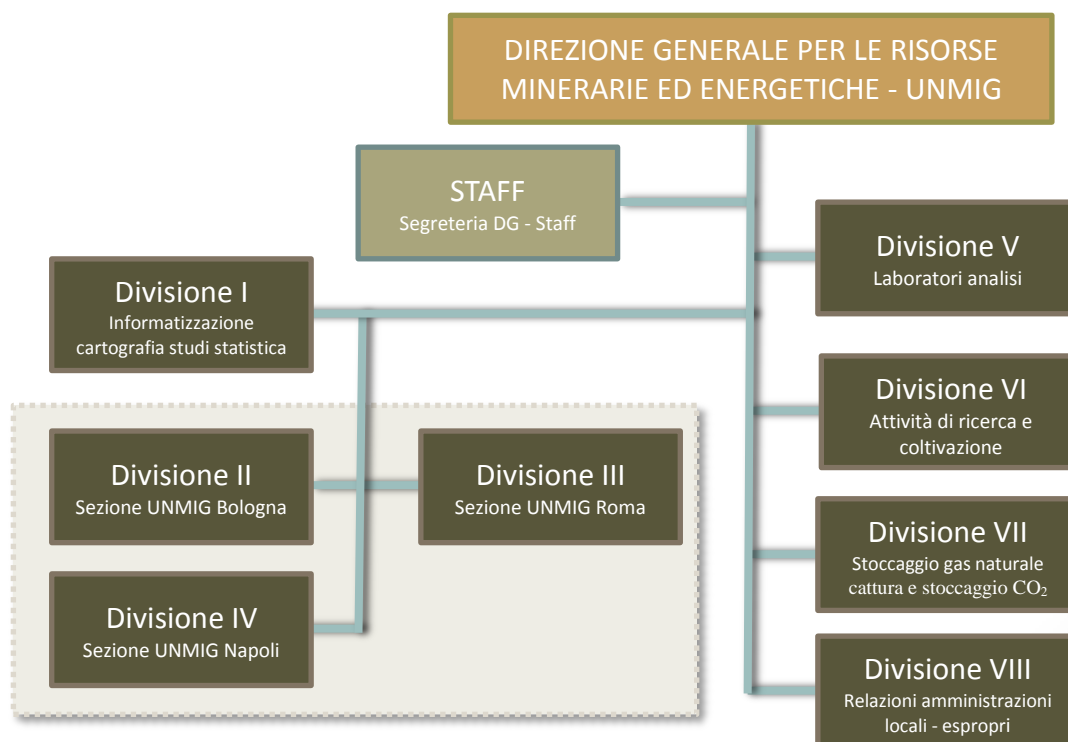 DIREZIONE GENERALE PER LE RISORSE
MINERARIE ED ENERGETICHE - UNMIG
STAFF
Segreteria DG - Staff
Divisione I
Informatizzazione
cartografia studi statistica
Divisione II
Sezione UNMIG Bologna
Divisione III
Sezione UNMIG Roma
Divisione IV
Sezione UNMIG Napoli
Divisione V
Laboratori analisi
Divisione VI
Attività di ricerca e
coltivazione
Divisione VII
Stoccaggio gas naturale
cattura e stoccaggio CO₂
Divisione VIII
Relazioni amministrazioni
locali - espropri